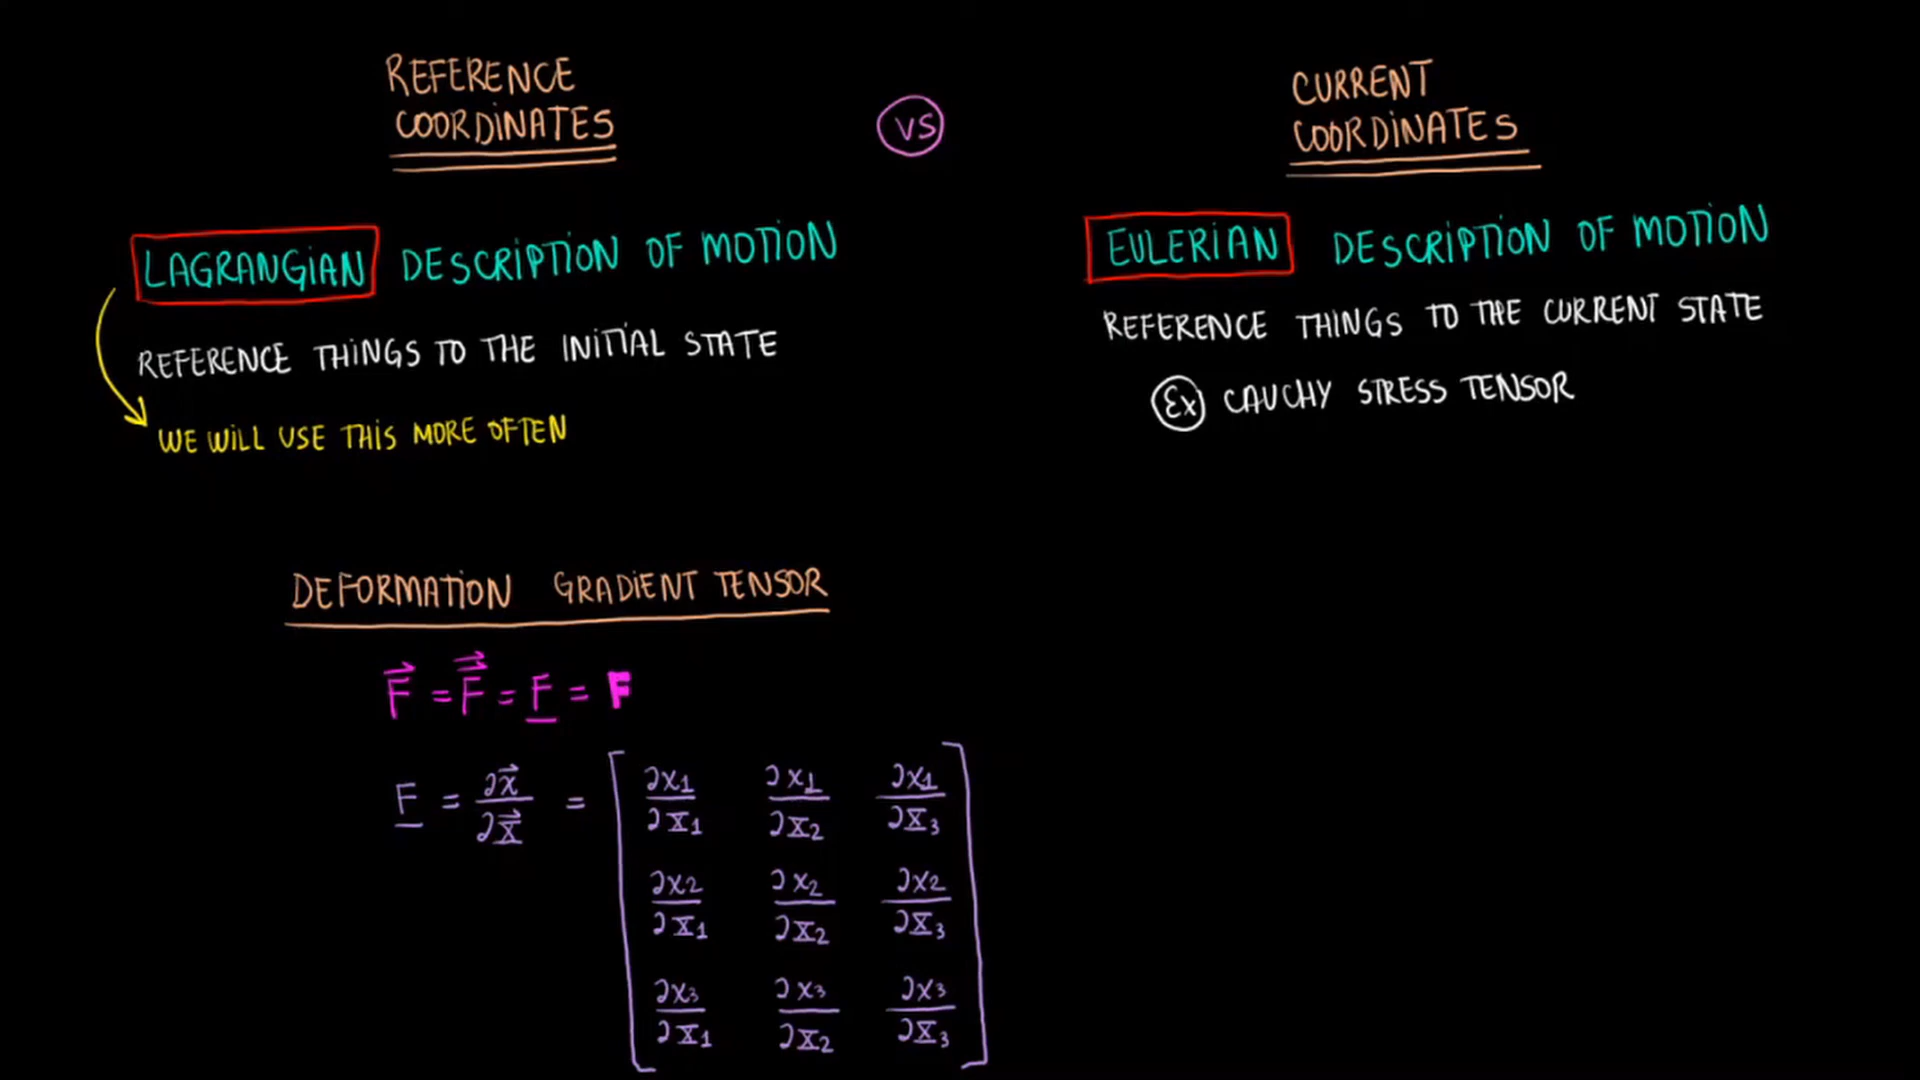 REFERENCE
COORDINATES
VS
CURRENT
COORDINATES
LAGRANGIAN DESCRIPTION OF MOTION
REFERENCE THINGS TO THE INITIAL STATE
WE WILL USE THIS MORE OFTEN
EULERIAN DESCRIPTION OF MOTION
REFERENCE THINGS TO THE CURRENT STATE
Ex CAUCHY STRESS TENSOR
DEFORMATION GRADIENT TENSOR
F⃗ = F⃗ = F̲ = 𝐅
F̲ = ∂x⃗/∂X⃗ = [ ∂x1/∂X1 ∂x1/∂X2 ∂x1/∂X3
∂x2/∂X1 ∂x2/∂X2 ∂x2/∂X3
∂x3/∂X1 ∂x3/∂X2 ∂x3/∂X3 ]